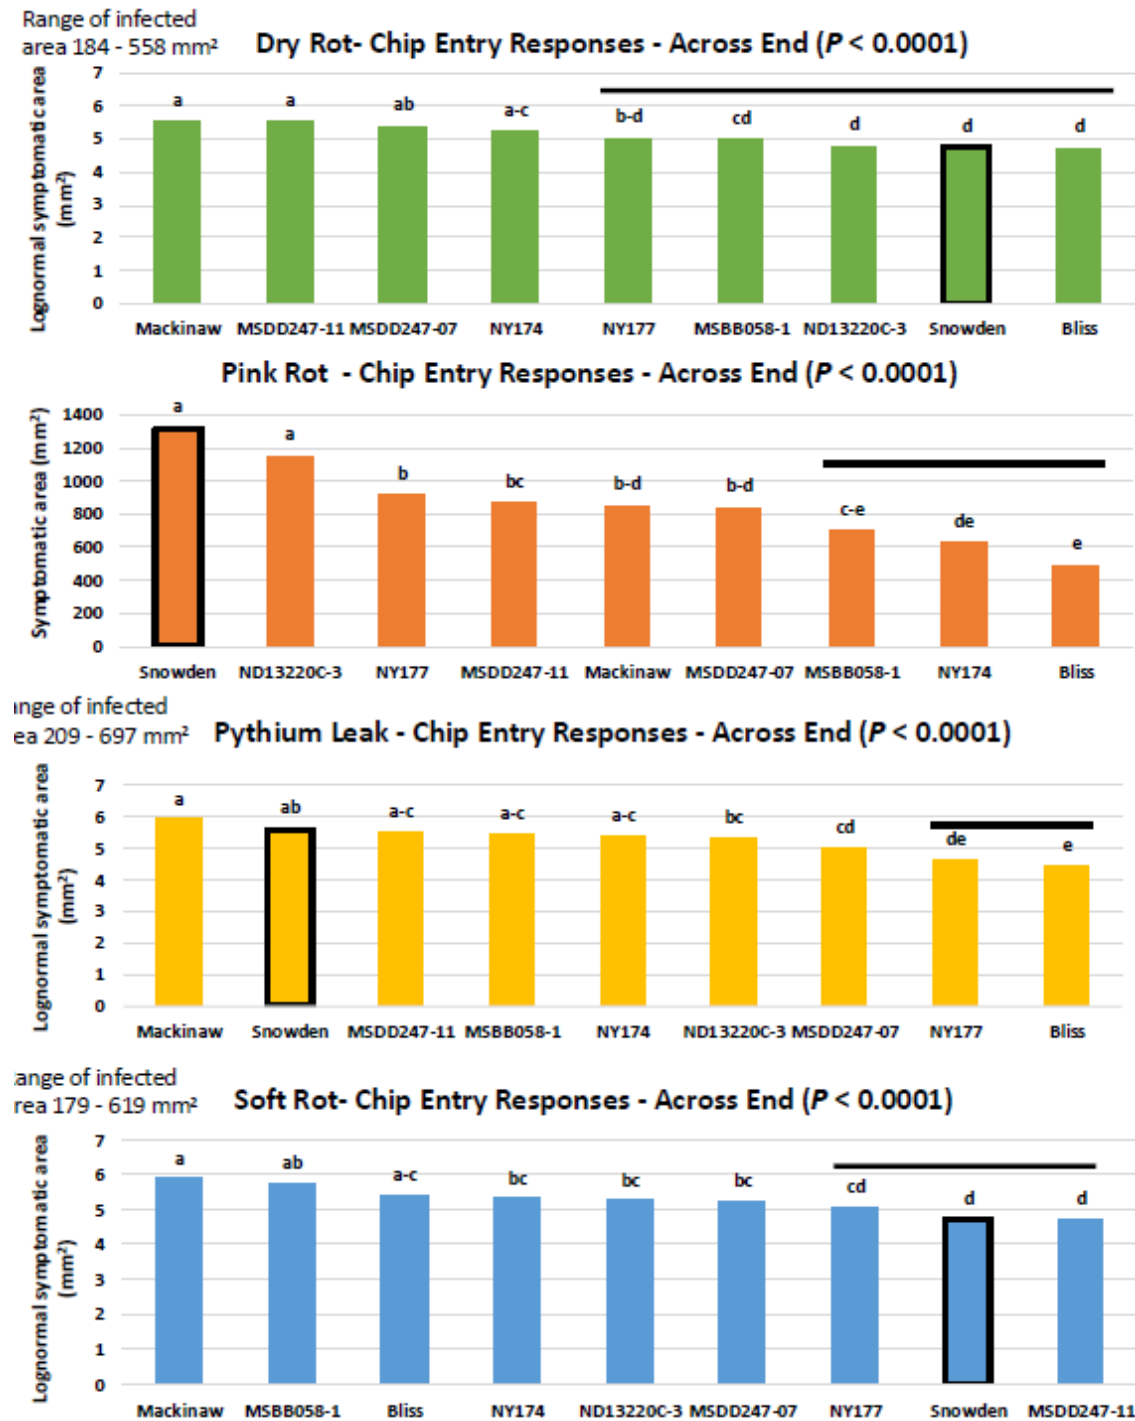 Range of infected
area 184 - 558 mm²
Dry Rot- Chip Entry Responses - Across End (P < 0.0001)
Lognormal symptomatic area
(mm²)
7
6
5
4
3
2
1
0
a
a
ab
a-c
b-d
cd
d
d
d
Mackinaw
MSDD247-11
MSDD247-07
NY174
NY177
MSBB058-1
ND13220C-3
Snowden
Bliss
Pink Rot - Chip Entry Responses - Across End (P < 0.0001)
Symptomatic area (mm²)
1400
1200
1000
800
600
400
200
0
a
a
b
bc
b-d
b-d
c-e
de
e
Snowden
ND13220C-3
NY177
MSDD247-11
Mackinaw
MSDD247-07
MSBB058-1
NY174
Bliss
ange of infected
ea 209 - 697 mm²
Pythium Leak - Chip Entry Responses - Across End (P < 0.0001)
Lognormal symptomatic area
(mm²)
7
6
5
4
3
2
1
0
a
ab
a-c
a-c
a-c
bc
cd
de
e
Mackinaw
Snowden
MSDD247-11
MSBB058-1
NY174
ND13220C-3
MSDD247-07
NY177
Bliss
ange of infected
rea 179 - 619 mm²
Soft Rot- Chip Entry Responses - Across End (P < 0.0001)
Lognormal symptomatic area
(mm²)
7
6
5
4
3
2
1
0
a
ab
a-c
bc
bc
bc
cd
d
d
Mackinaw
MSBB058-1
Bliss
NY174
ND13220C-3
MSDD247-07
NY177
Snowden
MSDD247-11